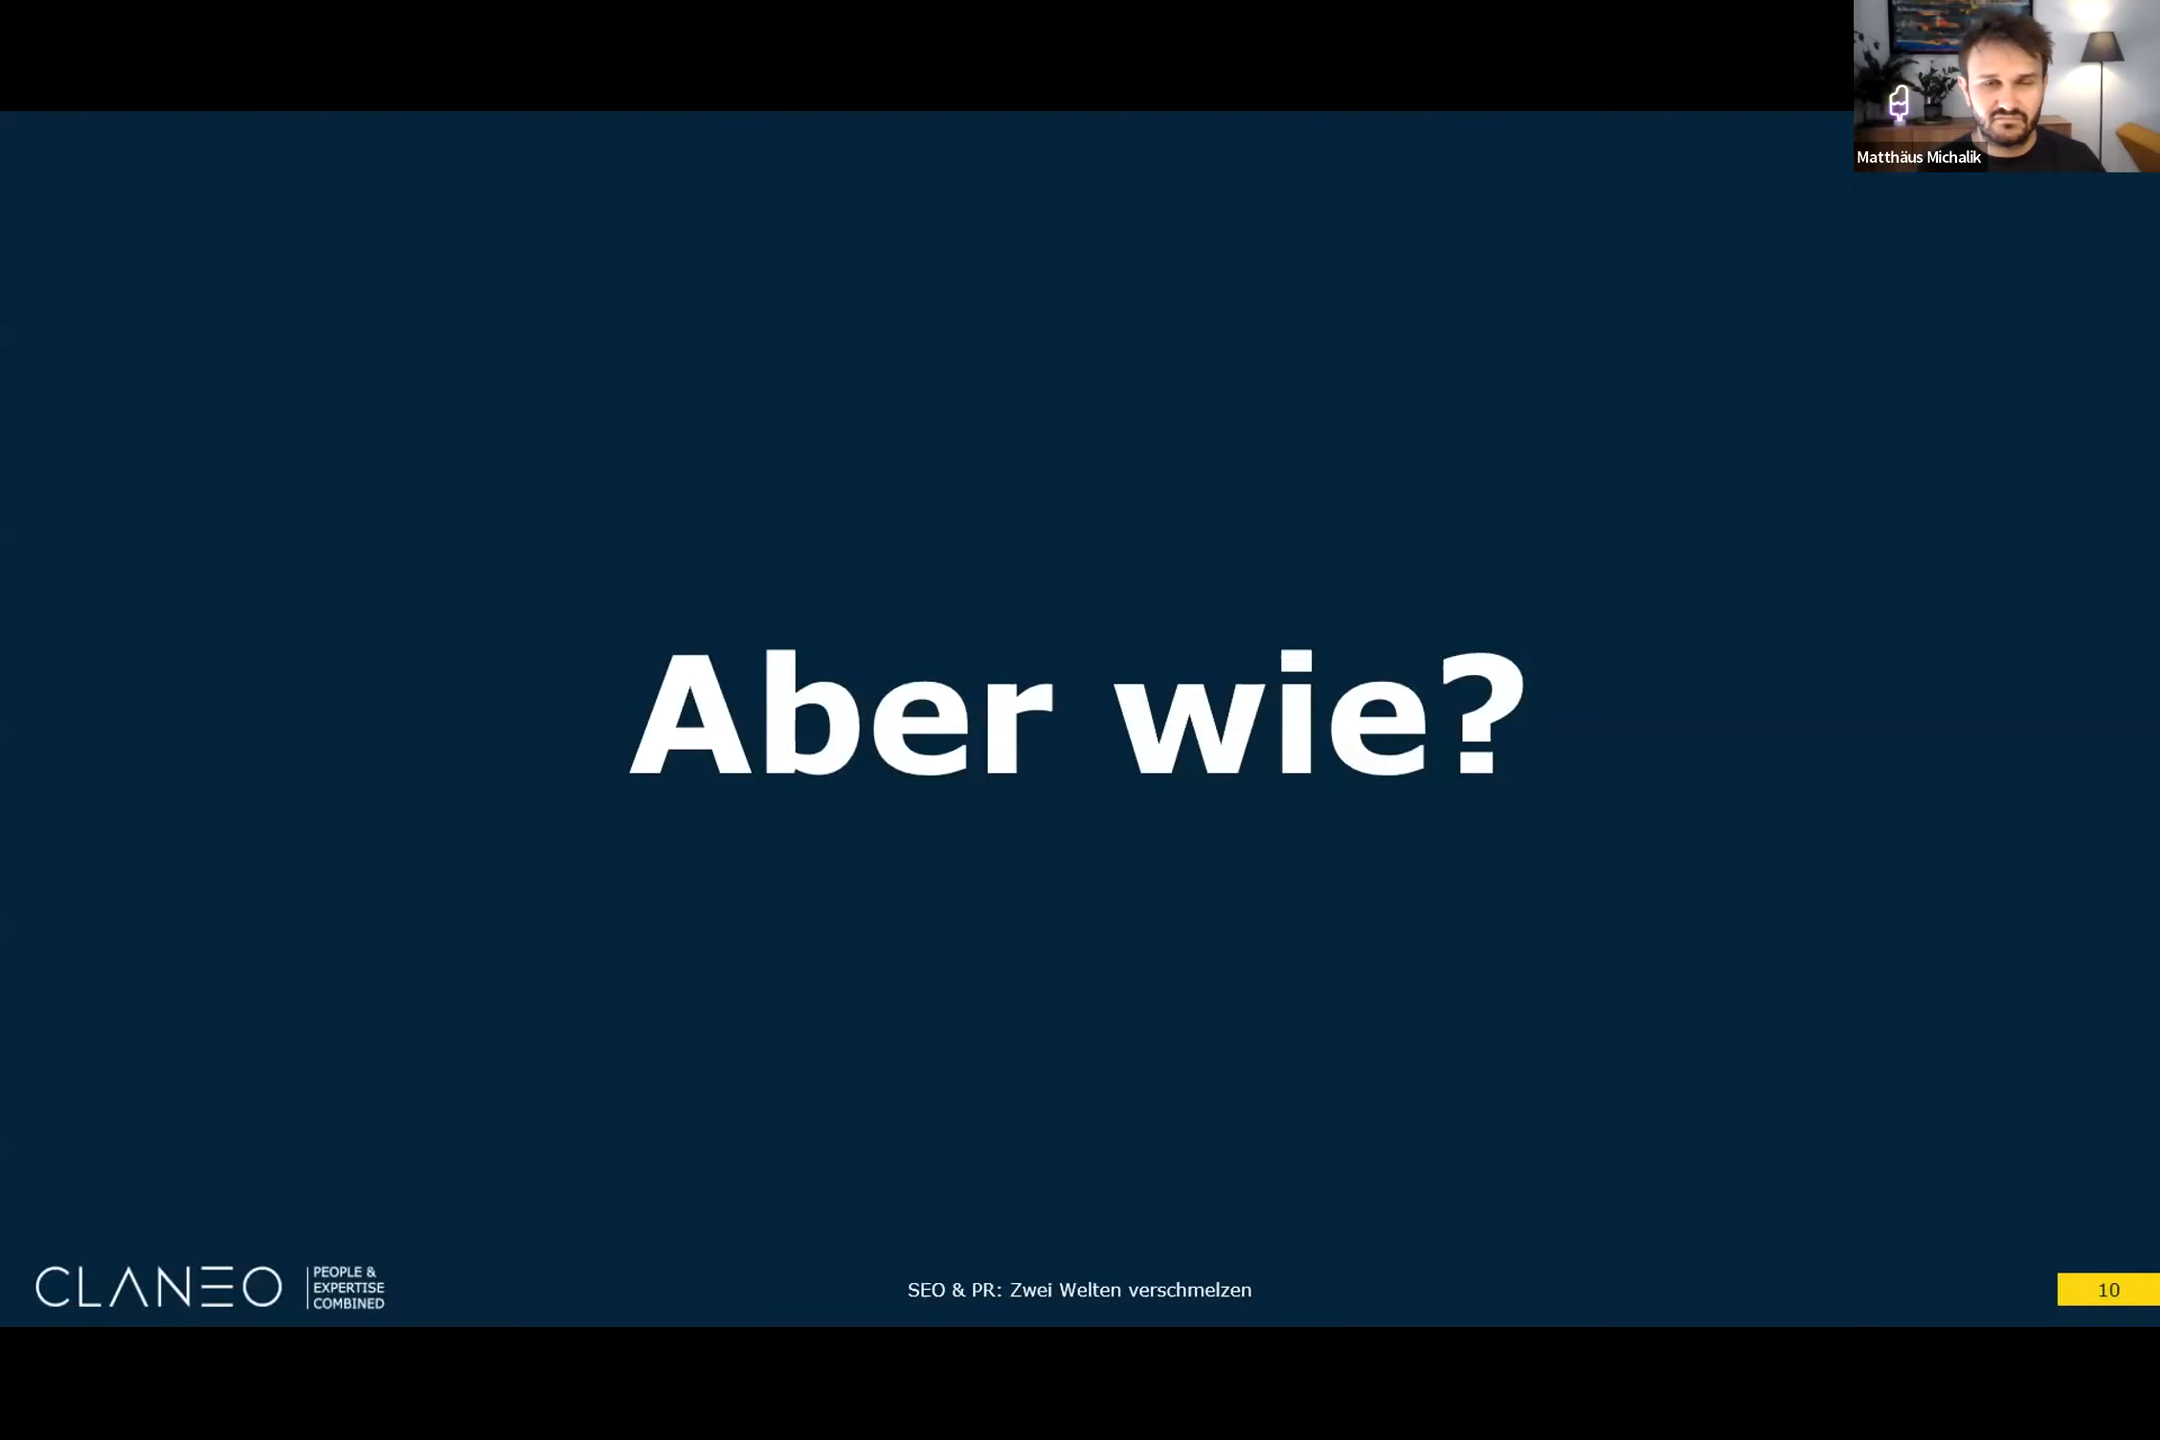 Matthäus Michalik
Aber wie?
CLANEO
PEOPLE &
EXPERTISE
COMBINED
SEO & PR: Zwei Welten verschmelzen
10